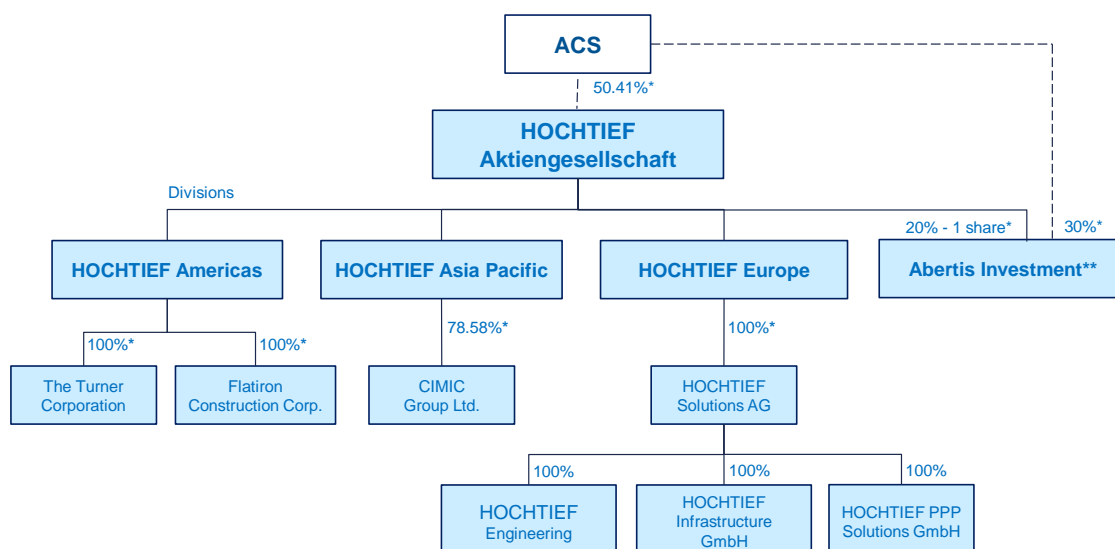 ACS
50.41%*
HOCHTIEF
Aktiengesellschaft
Divisions
20% - 1 share*
30%*
HOCHTIEF Americas
HOCHTIEF Asia Pacific
HOCHTIEF Europe
Abertis Investment**
100%*
100%*
78.58%*
100%*
The Turner
Corporation
Flatiron
Construction Corp.
CIMIC
Group Ltd.
HOCHTIEF
Solutions AG
100%
100%
100%
HOCHTIEF
Engineering
HOCHTIEF
Infrastructure
GmbH
HOCHTIEF PPP
Solutions GmbH